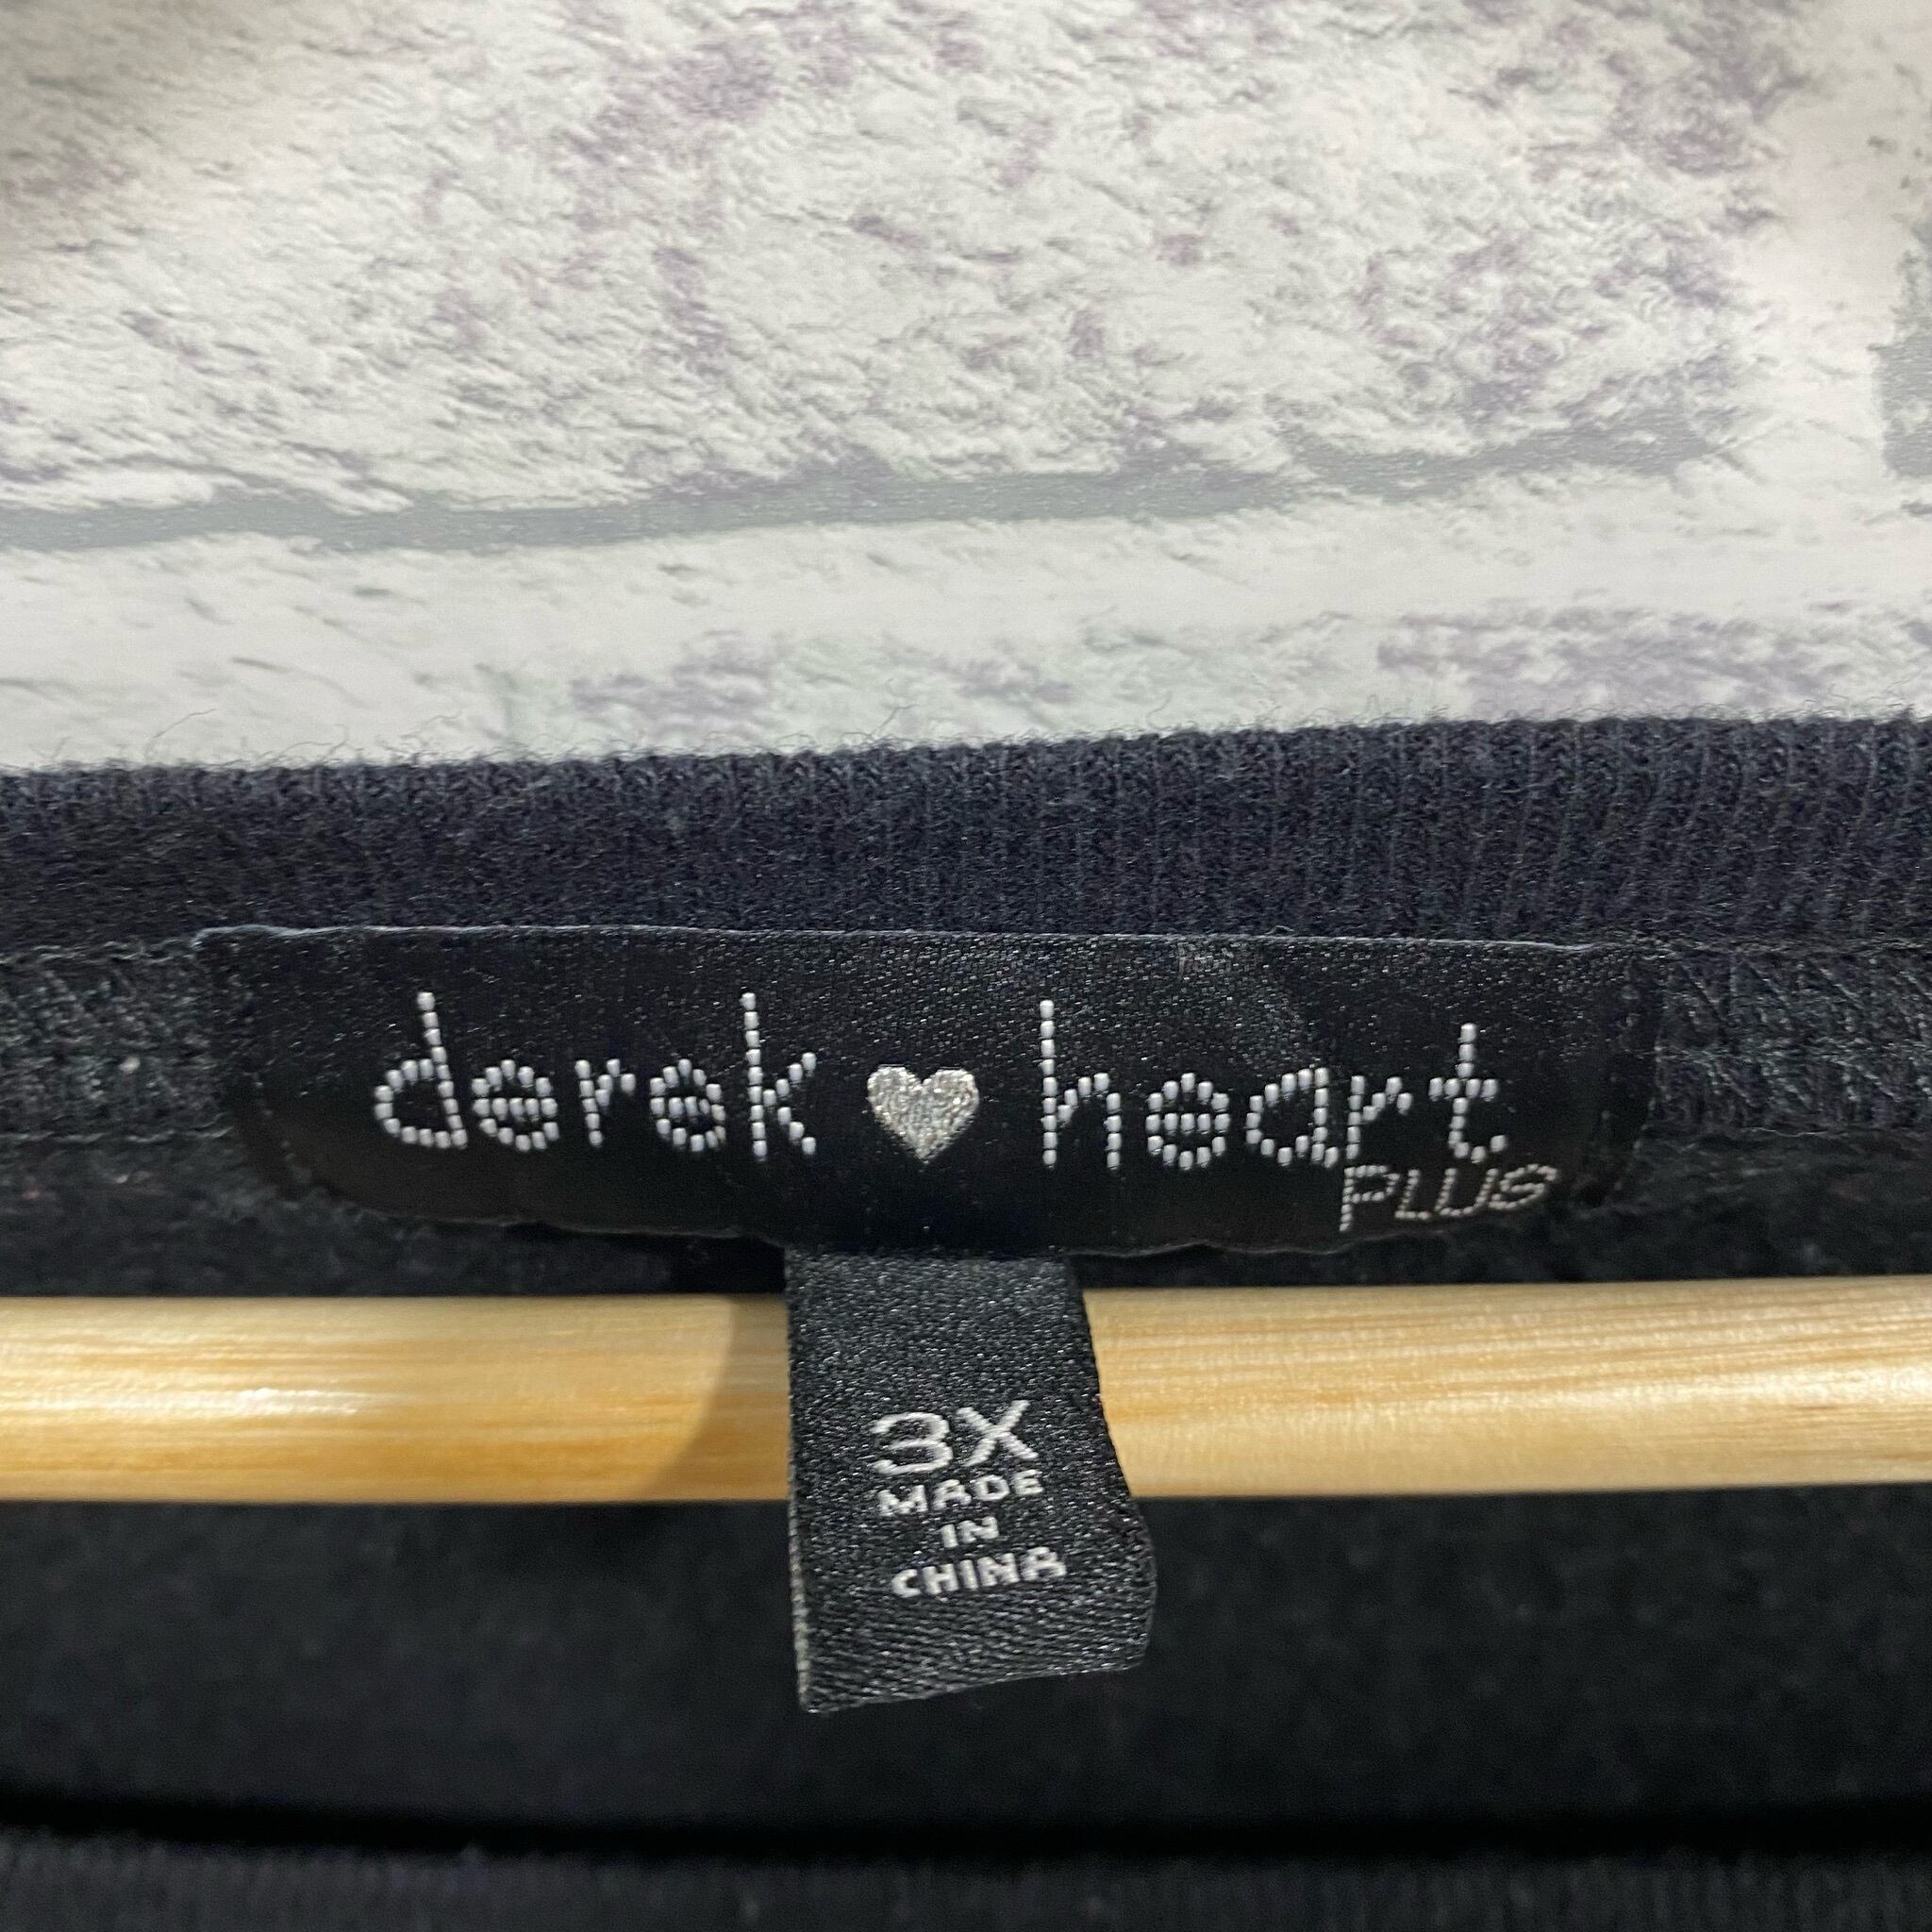 derek heart
PLUS
3X
MADE
IN
CHINA